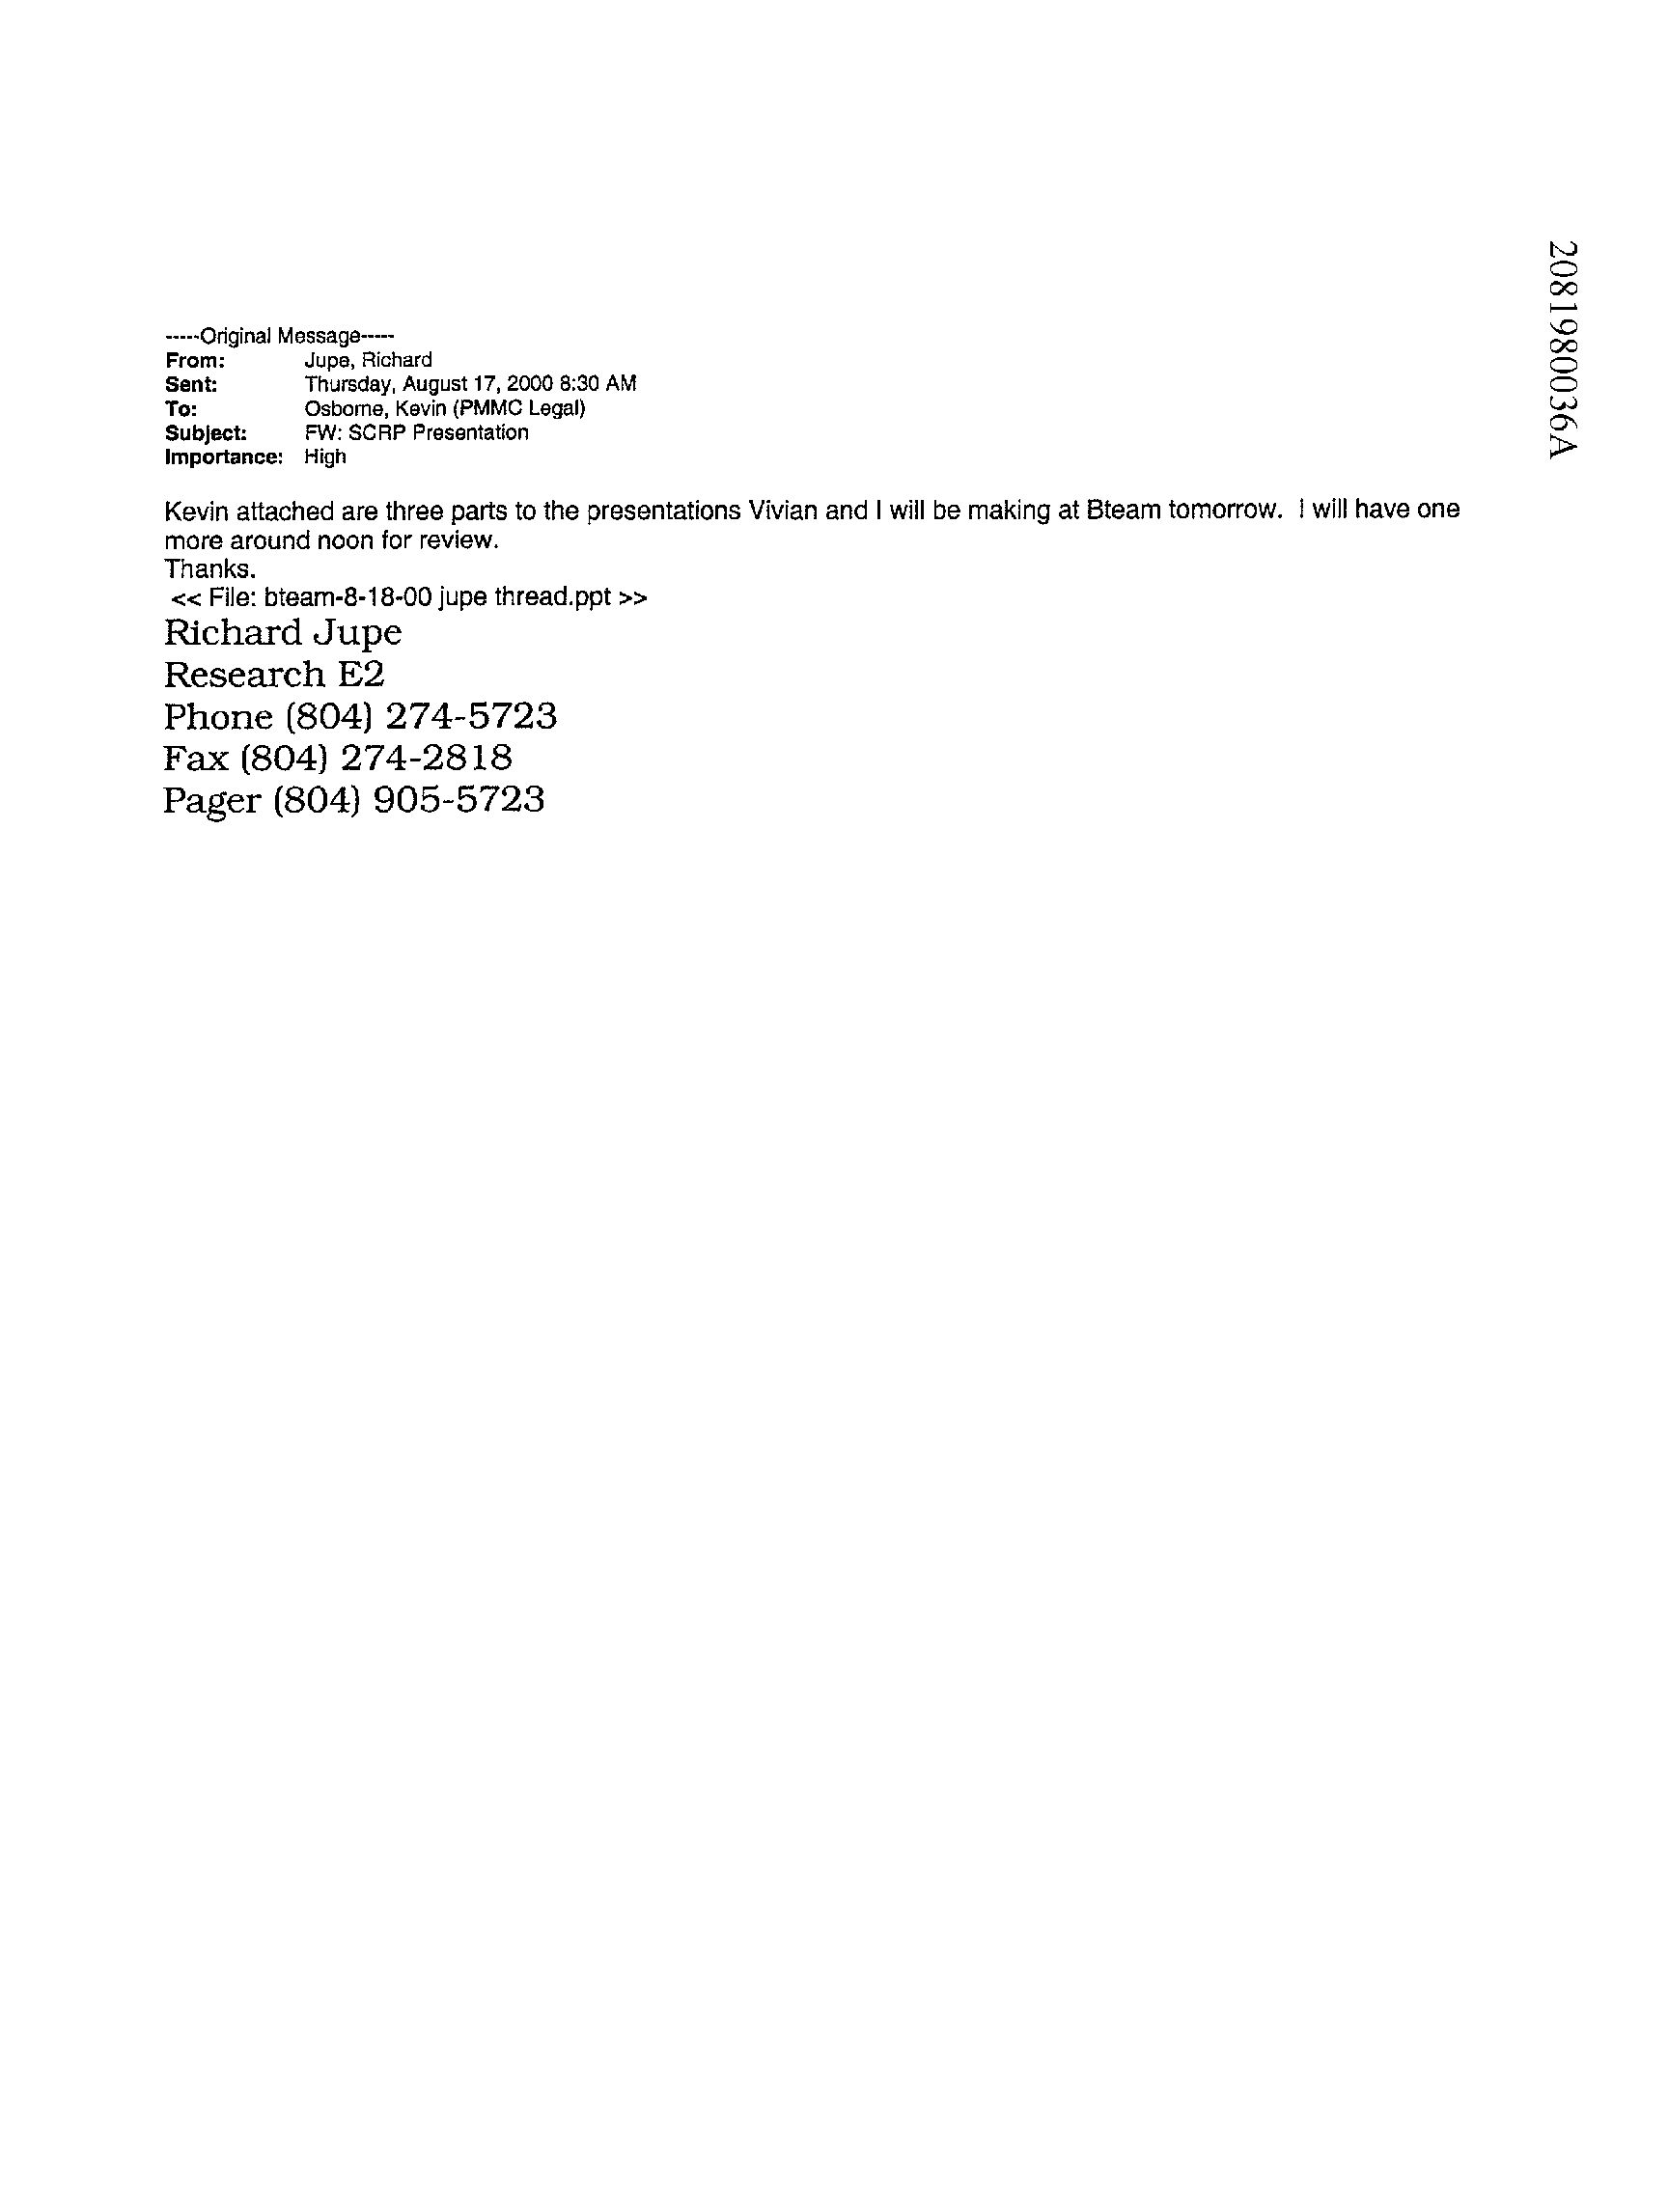 -----Original Message-----
From: Jupe, Richard
Sent: Thursday, August 17, 2000 8:30 AM
To: Osborne, Kevin (PMMC Legal)
Subject: FW: SCRP Presentation
Importance: High
Kevin attached are three parts to the presentations Vivian and I will be making at Bteam tomorrow.  I will have one
more around noon for review.
Thanks.
<< File: bteam-8-18-00 jupe thread.ppt >>
Richard Jupe
Research E2
Phone (804) 274-5723
Fax (804) 274-2818
Pager (804) 905-5723
2081980036A